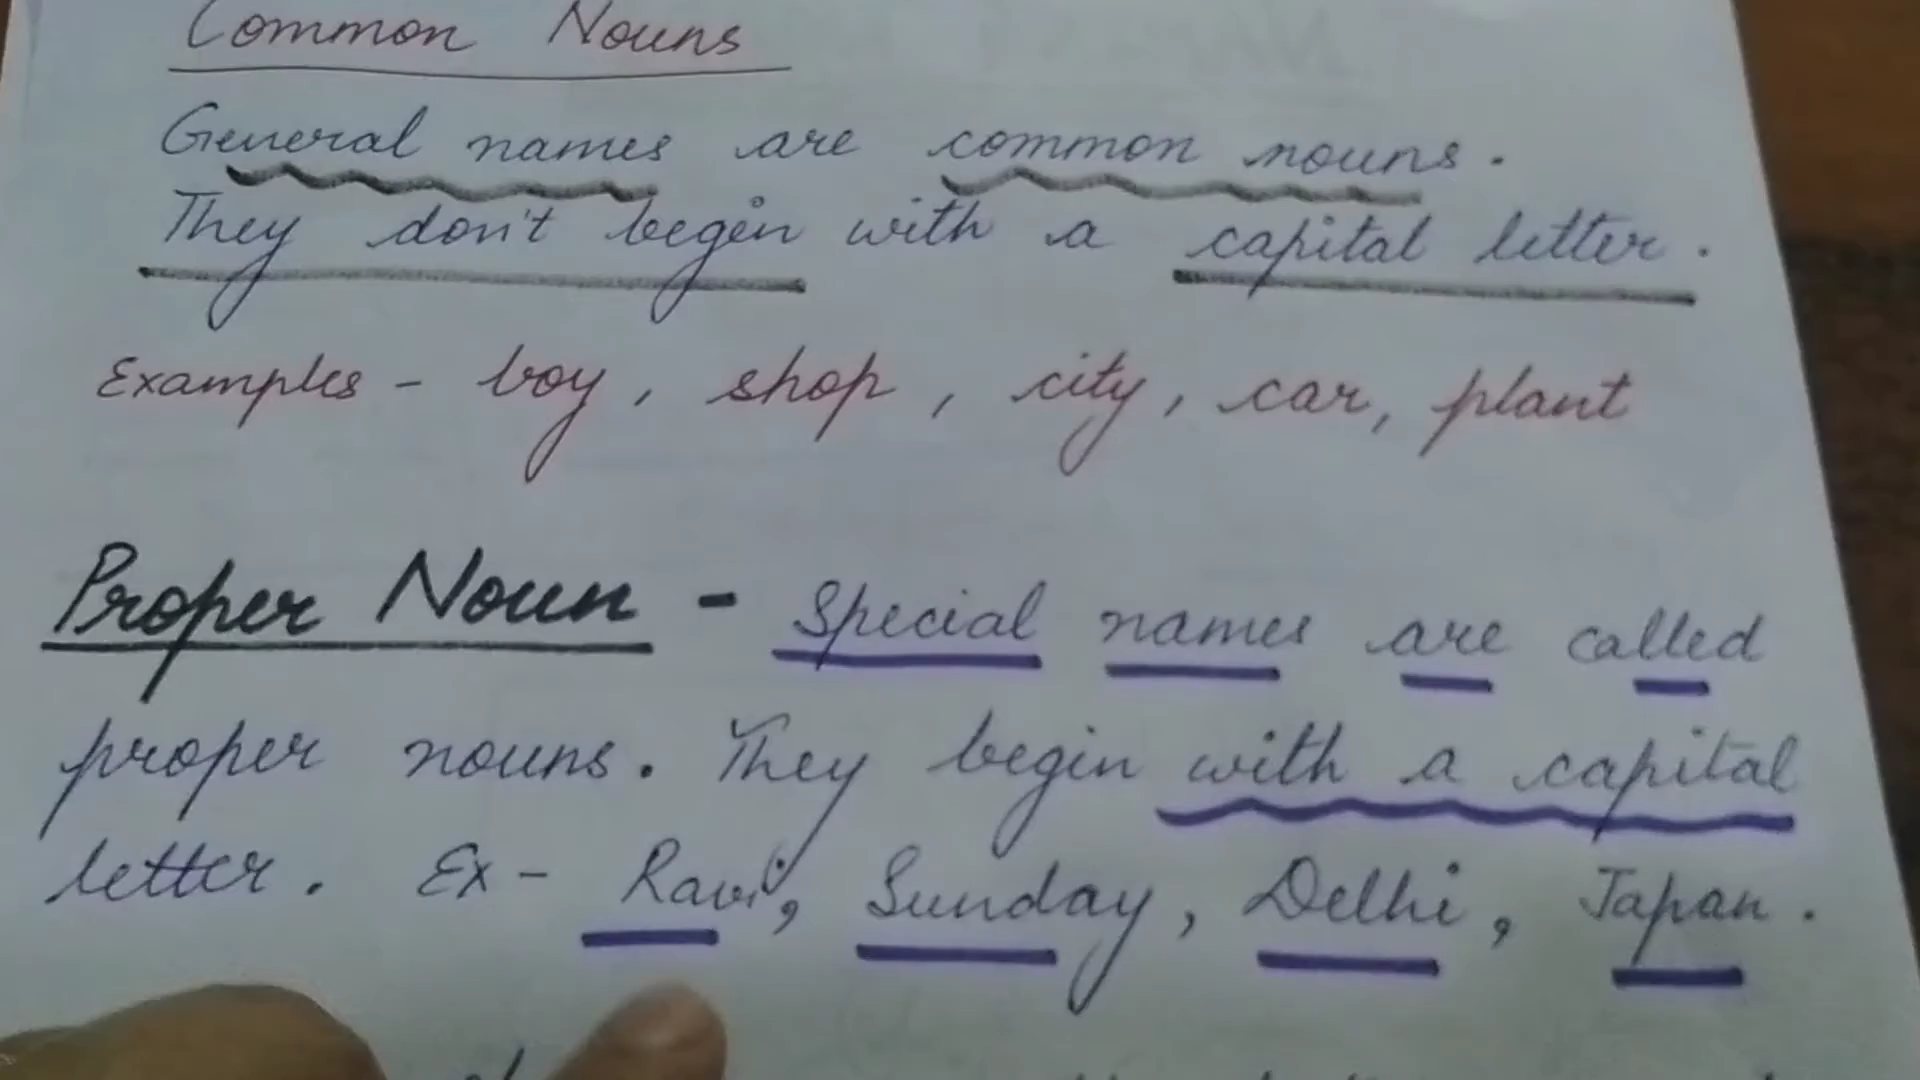 Common Nouns
General names are common nouns.
They don't begin with a capital letter.
Examples - boy, shop, city, car, plant
Proper Noun - Special names are called
proper nouns. They begin with a capital
letter. Ex - Ravi, Sunday, Delhi, Japan.